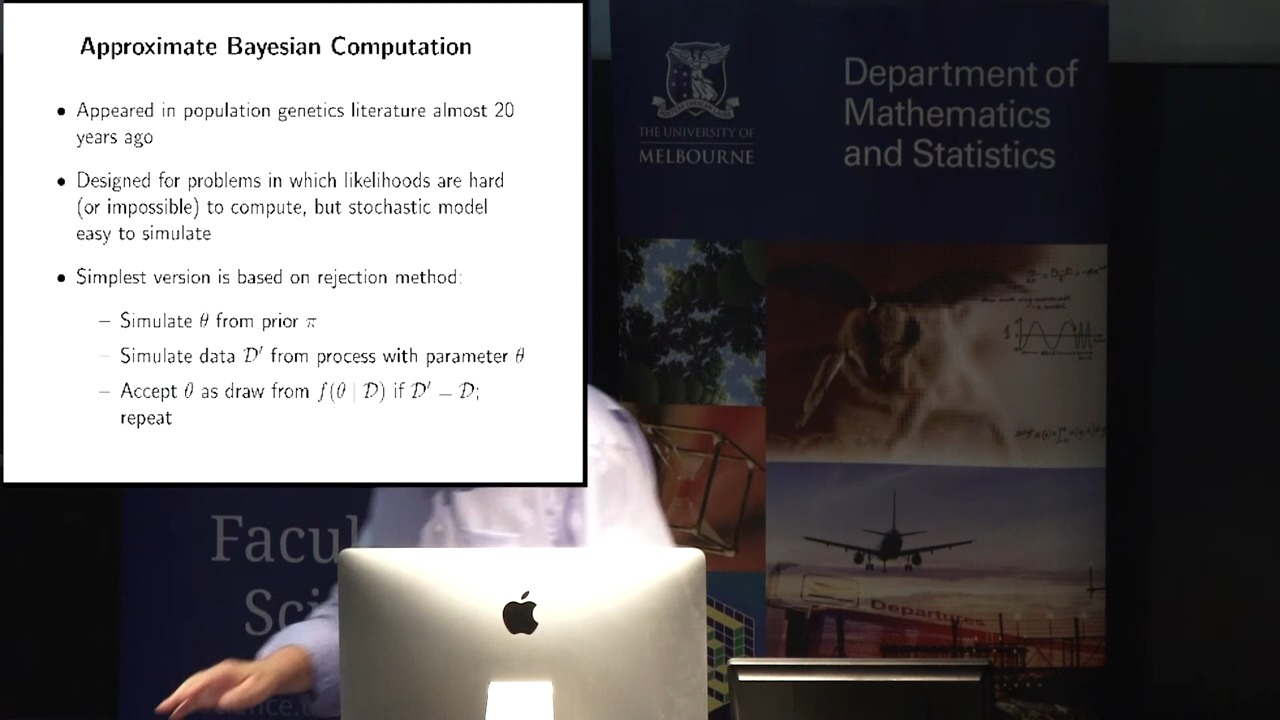 Approximate Bayesian Computation
• Appeared in population genetics literature almost 20
years ago
• Designed for problems in which likelihoods are hard
(or impossible) to compute, but stochastic model
easy to simulate
• Simplest version is based on rejection method:
– Simulate θ from prior π
– Simulate data 𝒟′ from process with parameter θ
– Accept θ as draw from f(θ | 𝒟) if 𝒟′ = 𝒟;
repeat
THE UNIVERSITY OF
MELBOURNE
Department of
Mathematics
and Statistics
Departures
Facul
Sci